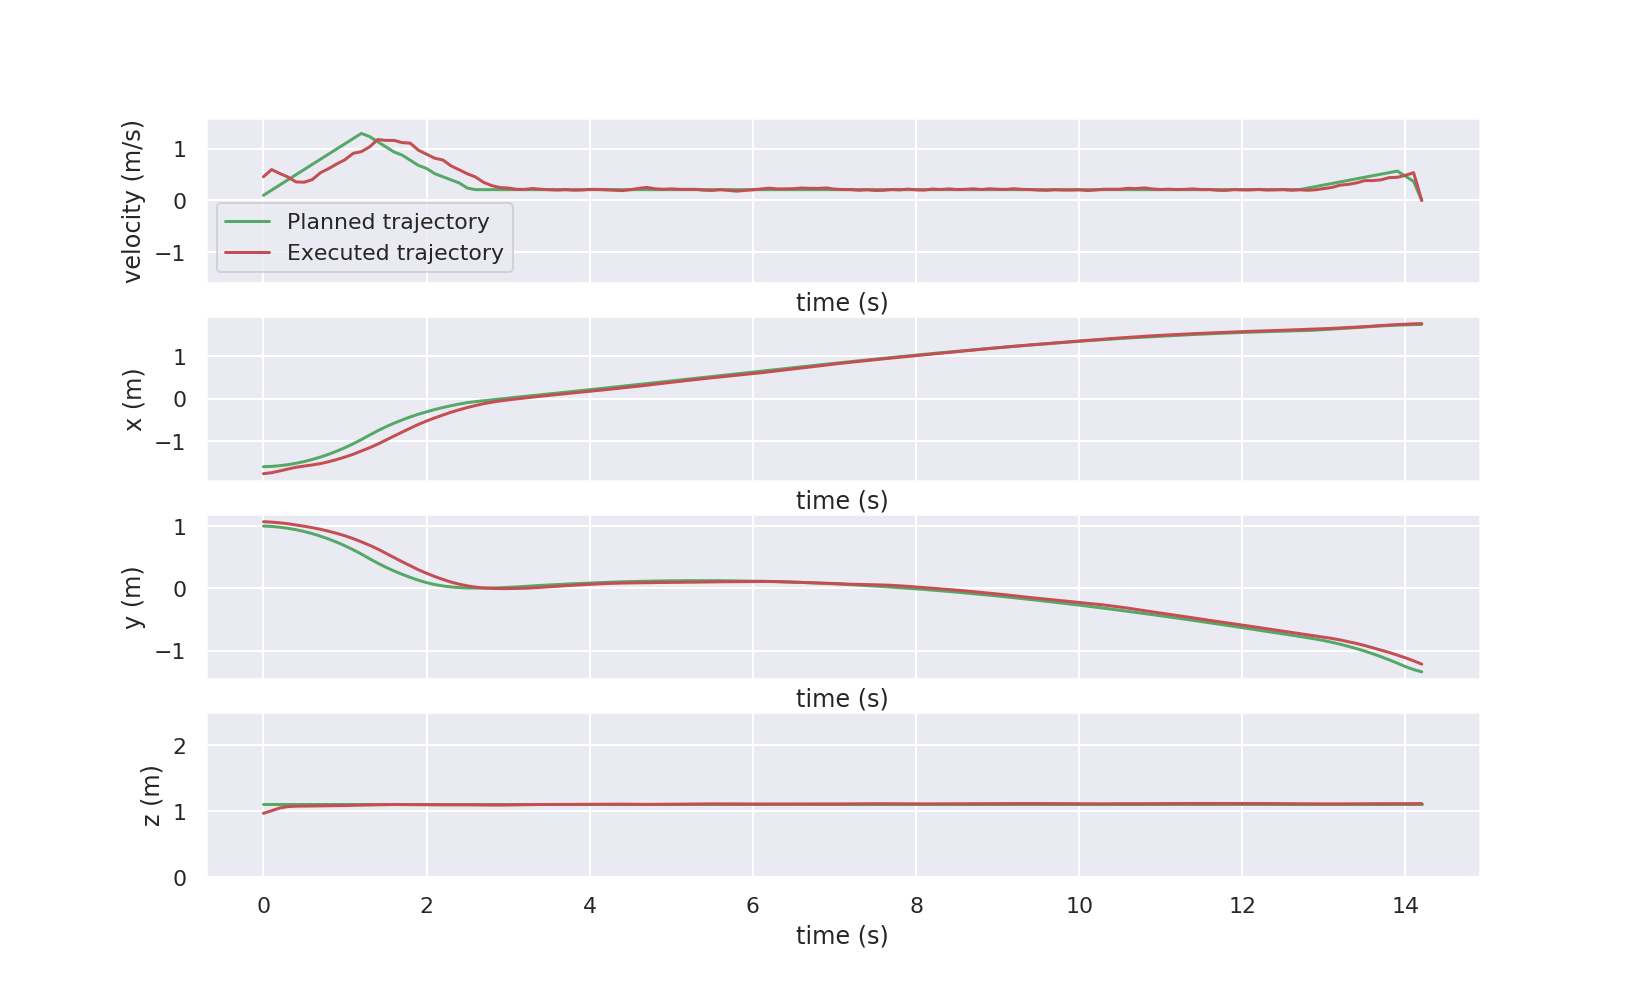 velocity (m/s)
1
0
−1
Planned trajectory
Executed trajectory
time (s)
x (m)
1
0
−1
time (s)
y (m)
1
0
−1
time (s)
z (m)
2
1
0
0 2 4 6 8 10 12 14
time (s)